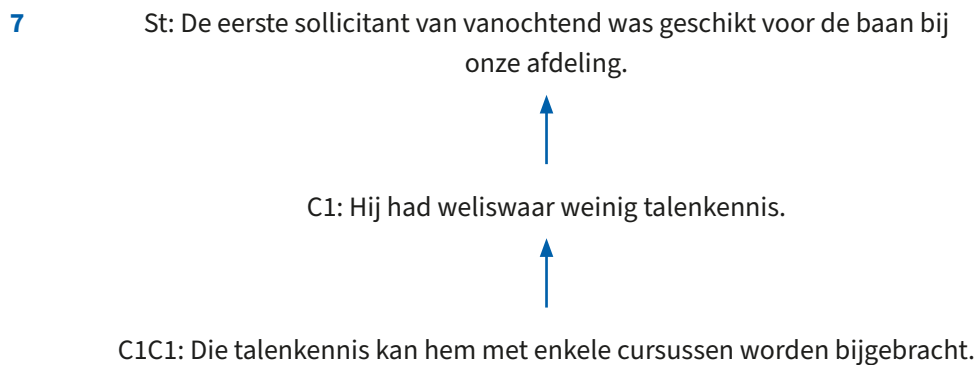 7 St: De eerste sollicitant van vanochtend was geschikt voor de baan bij
onze afdeling.
C1: Hij had weliswaar weinig talenkennis.
C1C1: Die talenkennis kan hem met enkele cursussen worden bijgebracht.